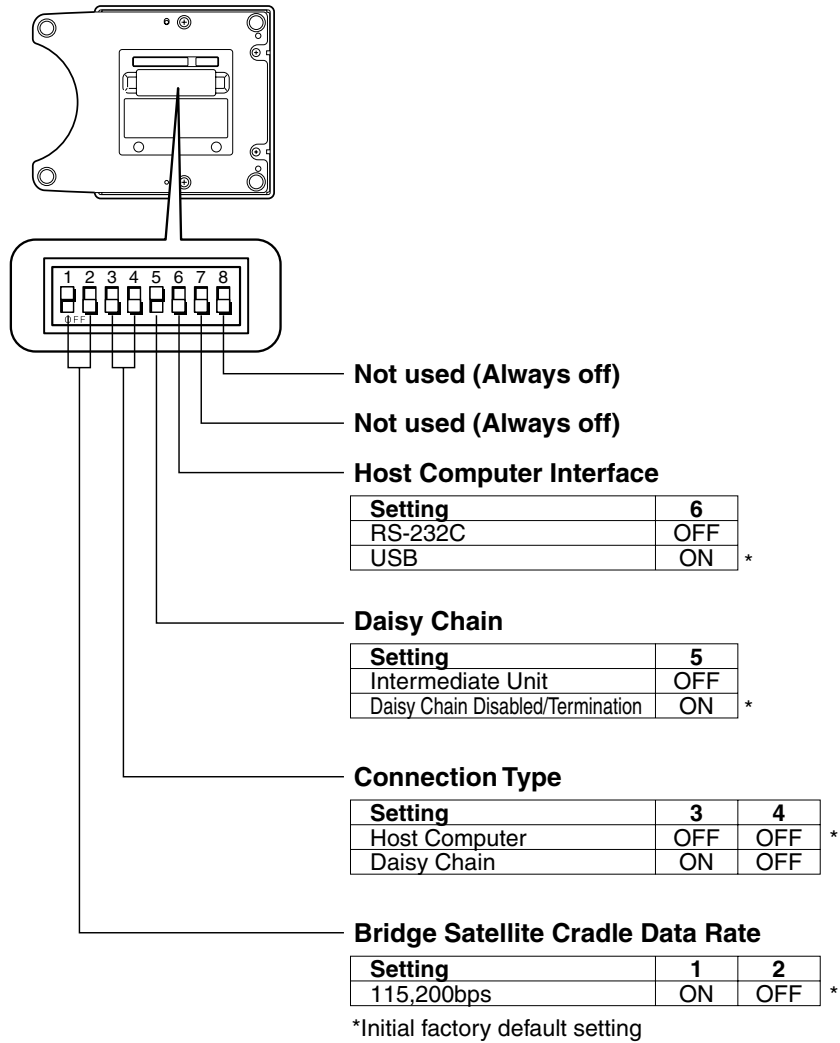 1 2 3 4 5 6 7 8
OFF
Not used (Always off)
Not used (Always off)
Host Computer Interface
Setting 6
RS-232C OFF
USB ON *
Daisy Chain
Setting 5
Intermediate Unit OFF
Daisy Chain Disabled/Termination ON *
Connection Type
Setting 3 4
Host Computer OFF OFF *
Daisy Chain ON OFF
Bridge Satellite Cradle Data Rate
Setting 1 2
115,200bps ON OFF *
*Initial factory default setting